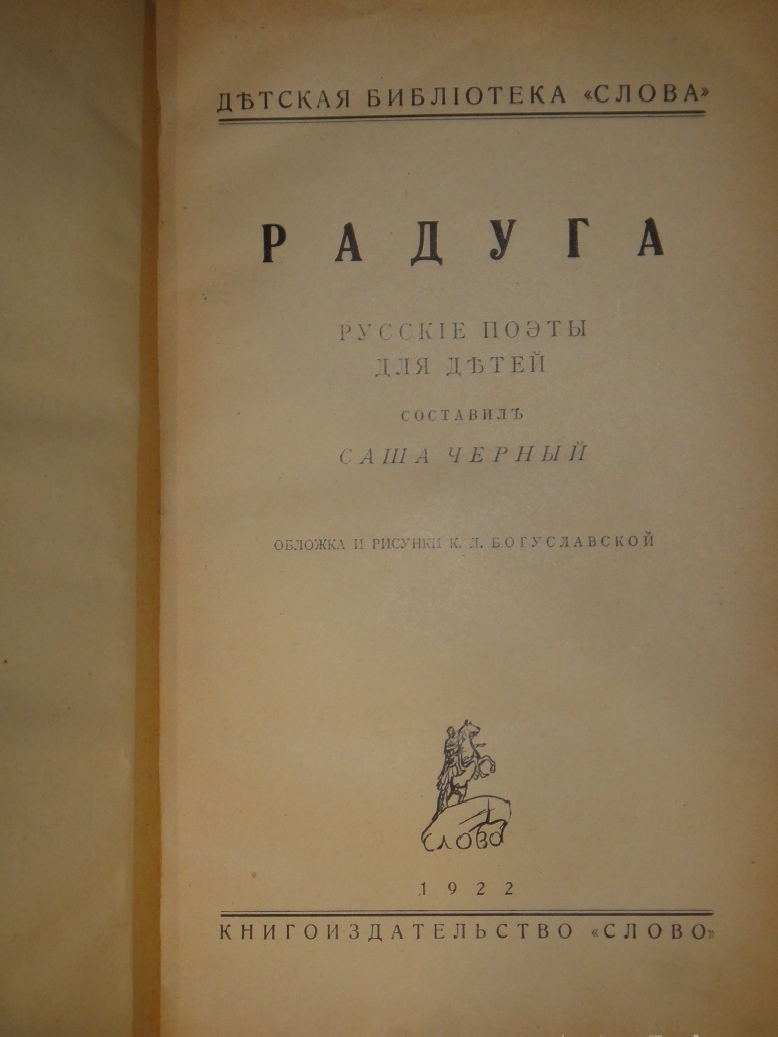 ДѢТСКАЯ БИБЛІОТЕКА «СЛОВА»
РАДУГА
РУССКІЕ ПОЭТЫ
ДЛЯ ДѢТЕЙ
СОСТАВИЛЪ
САША ЧЕРНЫЙ
ОБЛОЖКА И РИСУНКИ К. Л. БОГУСЛАВСКОЙ
СЛОВО
1922
КНИГОИЗДАТЕЛЬСТВО «СЛОВО»